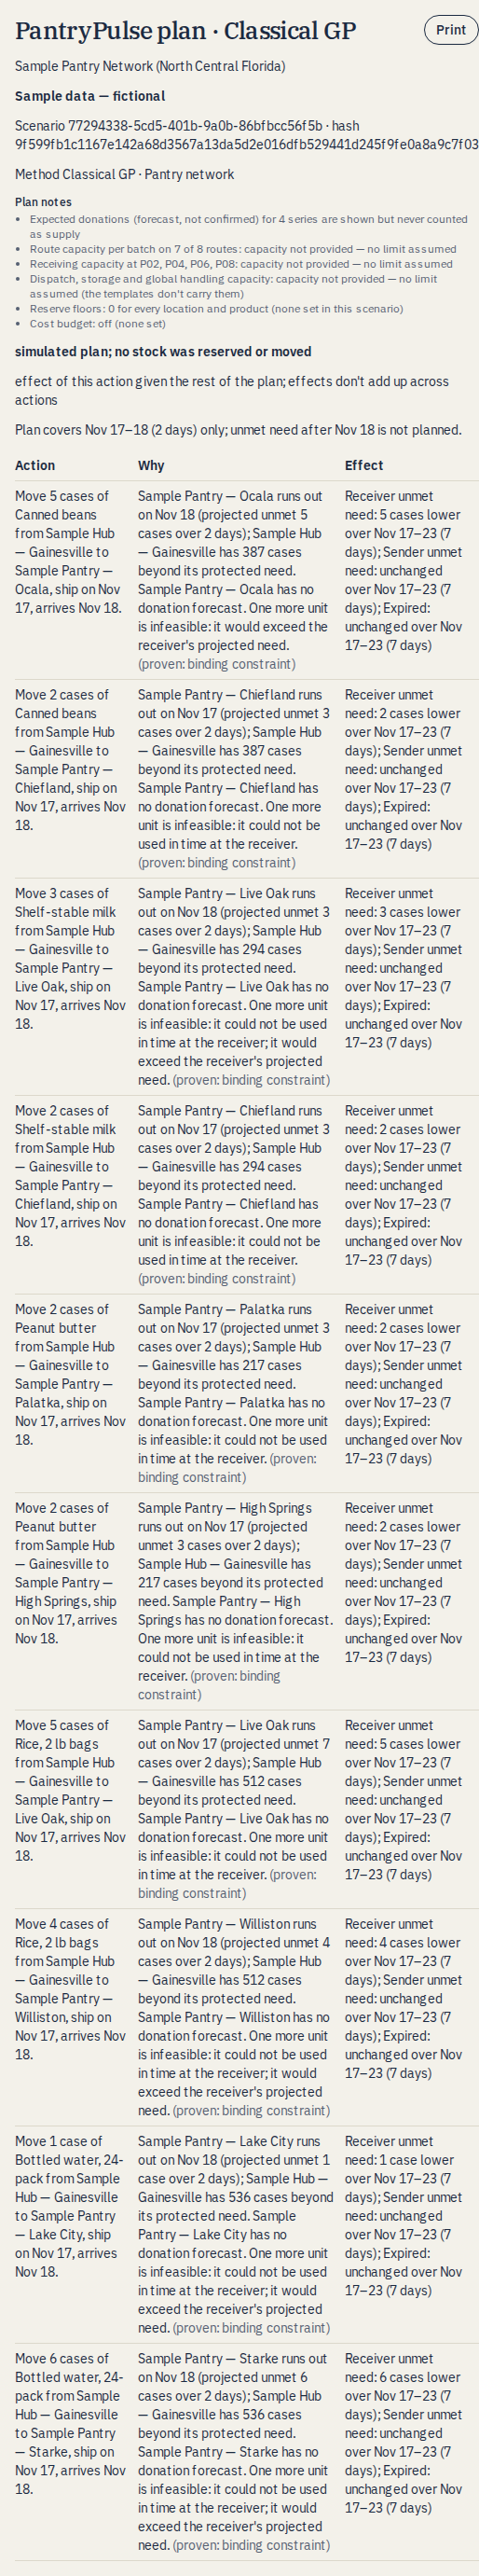 PantryPulse plan · Classical GP
Print
Sample Pantry Network (North Central Florida)
Sample data — fictional
Scenario 77294338-5cd5-401b-9a0b-86bfbcc56f5b · hash
9f599fb1c1167e142a68d3567a13da5d2e016dfb529441d245f9fe0a8a9c7f03
Method Classical GP · Pantry network
Plan notes
• Expected donations (forecast, not confirmed) for 4 series are shown but never counted
as supply
• Route capacity per batch on 7 of 8 routes: capacity not provided — no limit assumed
• Receiving capacity at P02, P04, P06, P08: capacity not provided — no limit assumed
• Dispatch, storage and global handling capacity: capacity not provided — no limit
assumed (the templates don't carry them)
• Reserve floors: 0 for every location and product (none set in this scenario)
• Cost budget: off (none set)
simulated plan; no stock was reserved or moved
effect of this action given the rest of the plan; effects don't add up across
actions
Plan covers Nov 17–18 (2 days) only; unmet need after Nov 18 is not planned.
Action
Why
Effect
Move 5 cases of
Canned beans
from Sample Hub
— Gainesville to
Sample Pantry —
Ocala, ship on Nov
17, arrives Nov 18.
Sample Pantry — Ocala runs out
on Nov 18 (projected unmet 5
cases over 2 days); Sample Hub
— Gainesville has 387 cases
beyond its protected need.
Sample Pantry — Ocala has no
donation forecast. One more unit
is infeasible: it would exceed the
receiver's projected need.
(proven: binding constraint)
Receiver unmet
need: 5 cases lower
over Nov 17–23 (7
days); Sender unmet
need: unchanged
over Nov 17–23 (7
days); Expired:
unchanged over Nov
17–23 (7 days)
Move 2 cases of
Canned beans
from Sample Hub
— Gainesville to
Sample Pantry —
Chiefland, ship on
Nov 17, arrives Nov
18.
Sample Pantry — Chiefland runs
out on Nov 17 (projected unmet 3
cases over 2 days); Sample Hub
— Gainesville has 387 cases
beyond its protected need.
Sample Pantry — Chiefland has
no donation forecast. One more
unit is infeasible: it could not be
used in time at the receiver.
(proven: binding constraint)
Receiver unmet
need: 2 cases lower
over Nov 17–23 (7
days); Sender unmet
need: unchanged
over Nov 17–23 (7
days); Expired:
unchanged over Nov
17–23 (7 days)
Move 3 cases of
Shelf-stable milk
from Sample Hub
— Gainesville to
Sample Pantry —
Live Oak, ship on
Nov 17, arrives Nov
18.
Sample Pantry — Live Oak runs
out on Nov 18 (projected unmet 3
cases over 2 days); Sample Hub
— Gainesville has 294 cases
beyond its protected need.
Sample Pantry — Live Oak has no
donation forecast. One more unit
is infeasible: it could not be used
in time at the receiver; it would
exceed the receiver's projected
need. (proven: binding constraint)
Receiver unmet
need: 3 cases lower
over Nov 17–23 (7
days); Sender unmet
need: unchanged
over Nov 17–23 (7
days); Expired:
unchanged over Nov
17–23 (7 days)
Move 2 cases of
Shelf-stable milk
from Sample Hub
— Gainesville to
Sample Pantry —
Chiefland, ship on
Nov 17, arrives Nov
18.
Sample Pantry — Chiefland runs
out on Nov 17 (projected unmet 3
cases over 2 days); Sample Hub
— Gainesville has 294 cases
beyond its protected need.
Sample Pantry — Chiefland has
no donation forecast. One more
unit is infeasible: it could not be
used in time at the receiver.
(proven: binding constraint)
Receiver unmet
need: 2 cases lower
over Nov 17–23 (7
days); Sender unmet
need: unchanged
over Nov 17–23 (7
days); Expired:
unchanged over Nov
17–23 (7 days)
Move 2 cases of
Peanut butter
from Sample Hub
— Gainesville to
Sample Pantry —
Palatka, ship on
Nov 17, arrives Nov
18.
Sample Pantry — Palatka runs
out on Nov 17 (projected unmet 3
cases over 2 days); Sample Hub
— Gainesville has 217 cases
beyond its protected need.
Sample Pantry — Palatka has no
donation forecast. One more unit
is infeasible: it could not be used
in time at the receiver. (proven:
binding constraint)
Receiver unmet
need: 2 cases lower
over Nov 17–23 (7
days); Sender unmet
need: unchanged
over Nov 17–23 (7
days); Expired:
unchanged over Nov
17–23 (7 days)
Move 2 cases of
Peanut butter
from Sample Hub
— Gainesville to
Sample Pantry —
High Springs, ship
on Nov 17, arrives
Nov 18.
Sample Pantry — High Springs
runs out on Nov 17 (projected
unmet 3 cases over 2 days);
Sample Hub — Gainesville has
217 cases beyond its protected
need. Sample Pantry — High
Springs has no donation forecast.
One more unit is infeasible: it
could not be used in time at the
receiver. (proven: binding
constraint)
Receiver unmet
need: 2 cases lower
over Nov 17–23 (7
days); Sender unmet
need: unchanged
over Nov 17–23 (7
days); Expired:
unchanged over Nov
17–23 (7 days)
Move 5 cases of
Rice, 2 lb bags
from Sample Hub
— Gainesville to
Sample Pantry —
Live Oak, ship on
Nov 17, arrives Nov
18.
Sample Pantry — Live Oak runs
out on Nov 17 (projected unmet 7
cases over 2 days); Sample Hub
— Gainesville has 512 cases
beyond its protected need.
Sample Pantry — Live Oak has no
donation forecast. One more unit
is infeasible: it could not be used
in time at the receiver. (proven:
binding constraint)
Receiver unmet
need: 5 cases lower
over Nov 17–23 (7
days); Sender unmet
need: unchanged
over Nov 17–23 (7
days); Expired:
unchanged over Nov
17–23 (7 days)
Move 4 cases of
Rice, 2 lb bags
from Sample Hub
— Gainesville to
Sample Pantry —
Williston, ship on
Nov 17, arrives Nov
18.
Sample Pantry — Williston runs
out on Nov 18 (projected unmet 4
cases over 2 days); Sample Hub
— Gainesville has 512 cases
beyond its protected need.
Sample Pantry — Williston has no
donation forecast. One more unit
is infeasible: it could not be used
in time at the receiver; it would
exceed the receiver's projected
need. (proven: binding constraint)
Receiver unmet
need: 4 cases lower
over Nov 17–23 (7
days); Sender unmet
need: unchanged
over Nov 17–23 (7
days); Expired:
unchanged over Nov
17–23 (7 days)
Move 1 case of
Bottled water, 24-
pack from Sample
Hub — Gainesville
to Sample Pantry
— Lake City, ship
on Nov 17, arrives
Nov 18.
Sample Pantry — Lake City runs
out on Nov 18 (projected unmet 1
case over 2 days); Sample Hub —
Gainesville has 536 cases beyond
its protected need. Sample
Pantry — Lake City has no
donation forecast. One more unit
is infeasible: it could not be used
in time at the receiver; it would
exceed the receiver's projected
need. (proven: binding constraint)
Receiver unmet
need: 1 case lower
over Nov 17–23 (7
days); Sender unmet
need: unchanged
over Nov 17–23 (7
days); Expired:
unchanged over Nov
17–23 (7 days)
Move 6 cases of
Bottled water, 24-
pack from Sample
Hub — Gainesville
to Sample Pantry
— Starke, ship on
Nov 17, arrives Nov
18.
Sample Pantry — Starke runs out
on Nov 18 (projected unmet 6
cases over 2 days); Sample Hub
— Gainesville has 536 cases
beyond its protected need.
Sample Pantry — Starke has no
donation forecast. One more unit
is infeasible: it could not be used
in time at the receiver; it would
exceed the receiver's projected
need. (proven: binding constraint)
Receiver unmet
need: 6 cases lower
over Nov 17–23 (7
days); Sender unmet
need: unchanged
over Nov 17–23 (7
days); Expired:
unchanged over Nov
17–23 (7 days)